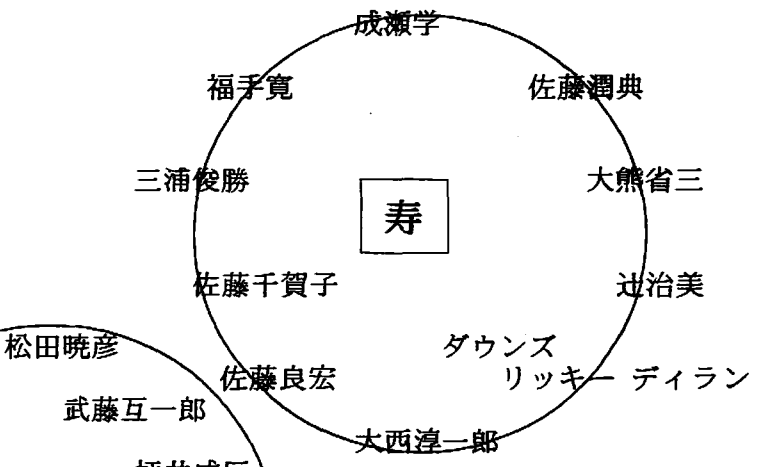 成瀬学
福手寛
佐藤潤典
三浦俊勝
大熊省三
寿
佐藤千賀子
辻治美
松田暁彦
ダウンズ
リッキー ディラン
佐藤良宏
武藤互一郎
大西淳一郎